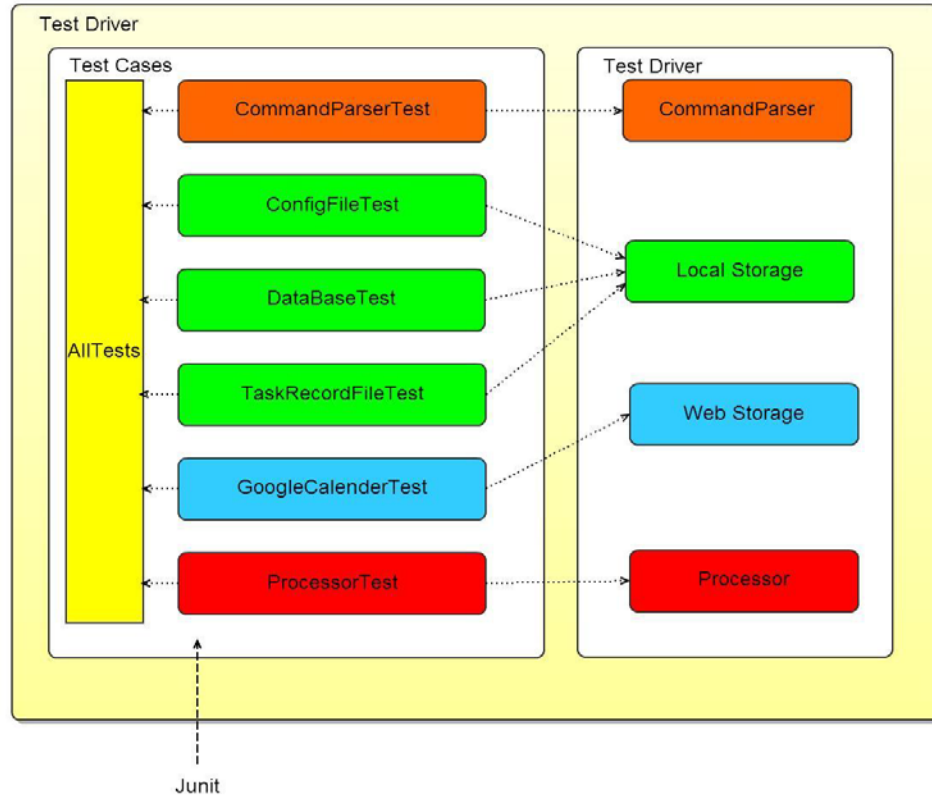 Test Driver
Test Cases
Test Driver
CommandParserTest
CommandParser
ConfigFileTest
Local Storage
DataBaseTest
AllTests
TaskRecordFileTest
Web Storage
GoogleCalenderTest
ProcessorTest
Processor
Junit